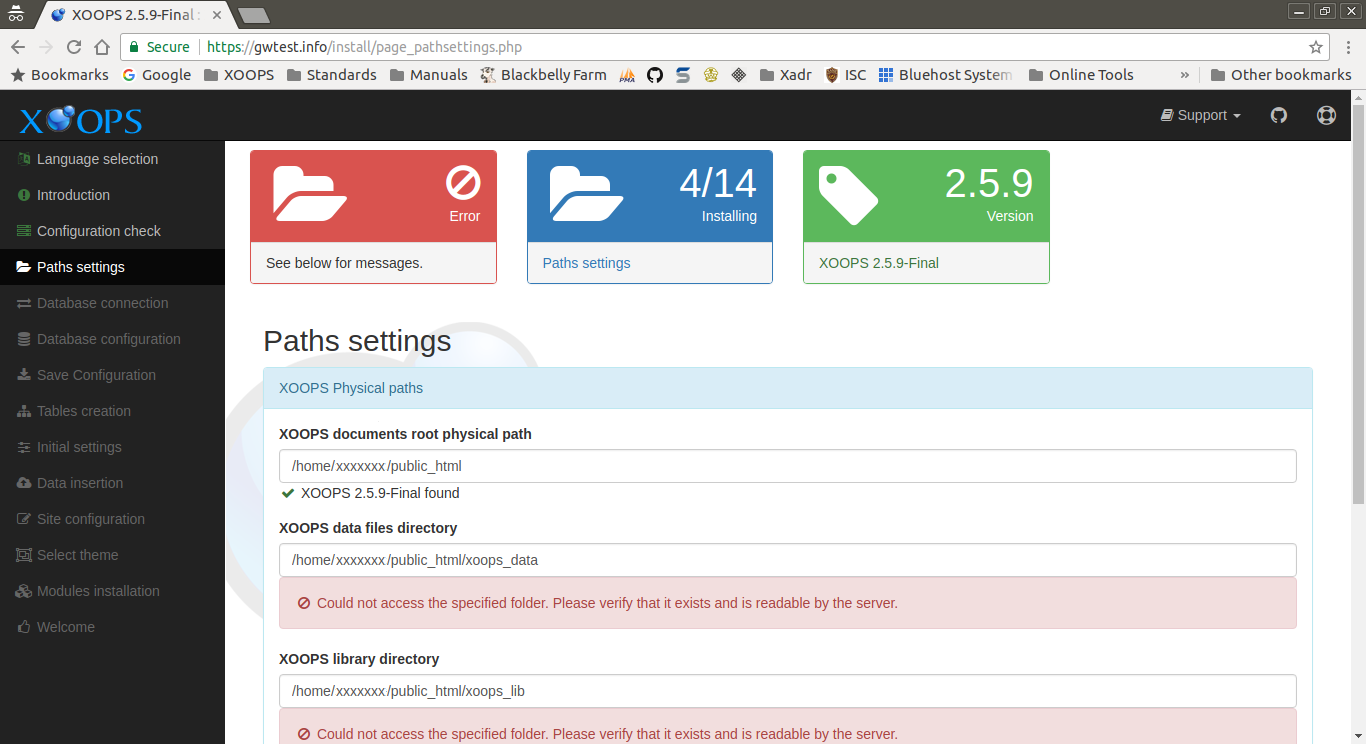 XOOPS 2.5.9-Final :
Secure https://gwtest.info/install/page_pathsettings.php
Bookmarks Google XOOPS Standards Manuals Blackbelly Farm PMA Xadr ISC Bluehost System Online Tools » Other bookmarks
XOOPS Support
Language selection
Introduction
Configuration check
Paths settings
Database connection
Database configuration
Save Configuration
Tables creation
Initial settings
Data insertion
Site configuration
Select theme
Modules installation
Welcome
Error
See below for messages.
4/14
Installing
Paths settings
2.5.9
Version
XOOPS 2.5.9-Final
Paths settings
XOOPS Physical paths
XOOPS documents root physical path
/home/xxxxxxx/public_html
XOOPS 2.5.9-Final found
XOOPS data files directory
/home/xxxxxxx/public_html/xoops_data
Could not access the specified folder. Please verify that it exists and is readable by the server.
XOOPS library directory
/home/xxxxxxx/public_html/xoops_lib
Could not access the specified folder. Please verify that it exists and is readable by the server.